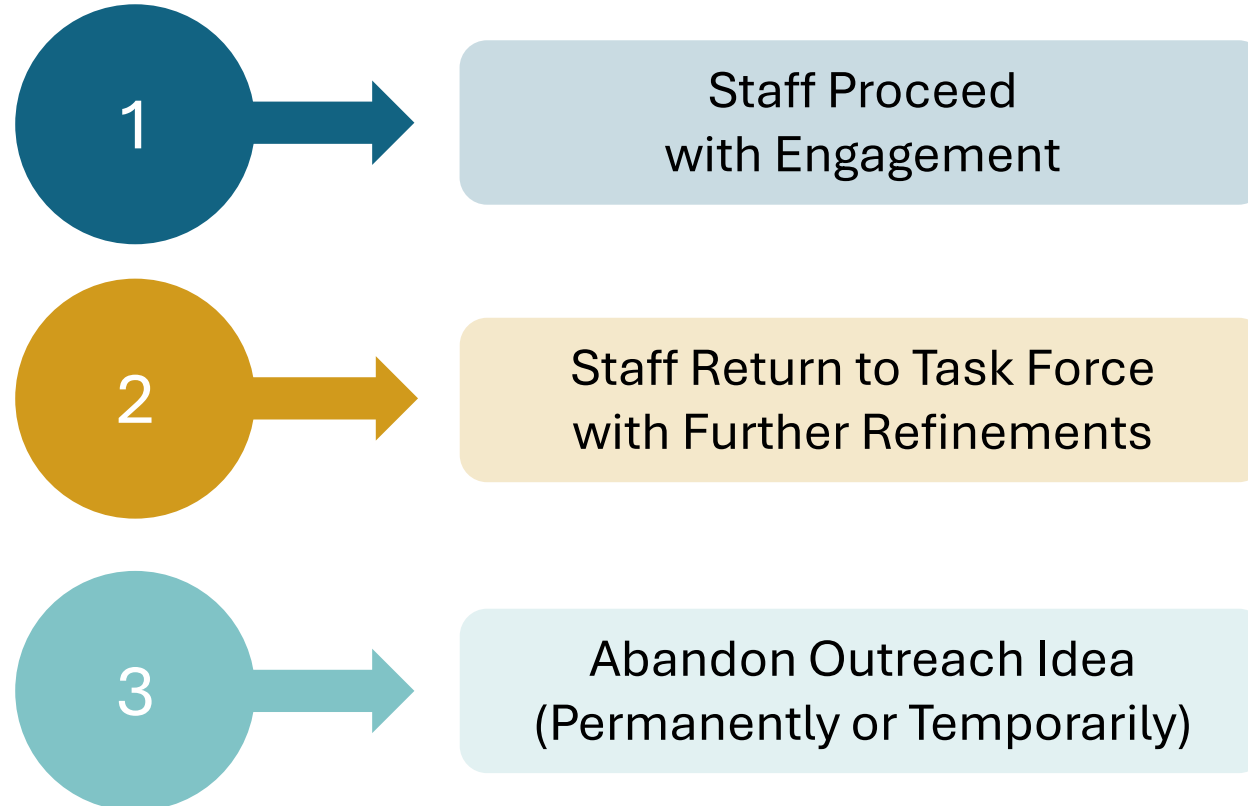 1
Staff Proceed
with Engagement
2
Staff Return to Task Force
with Further Refinements
3
Abandon Outreach Idea
(Permanently or Temporarily)